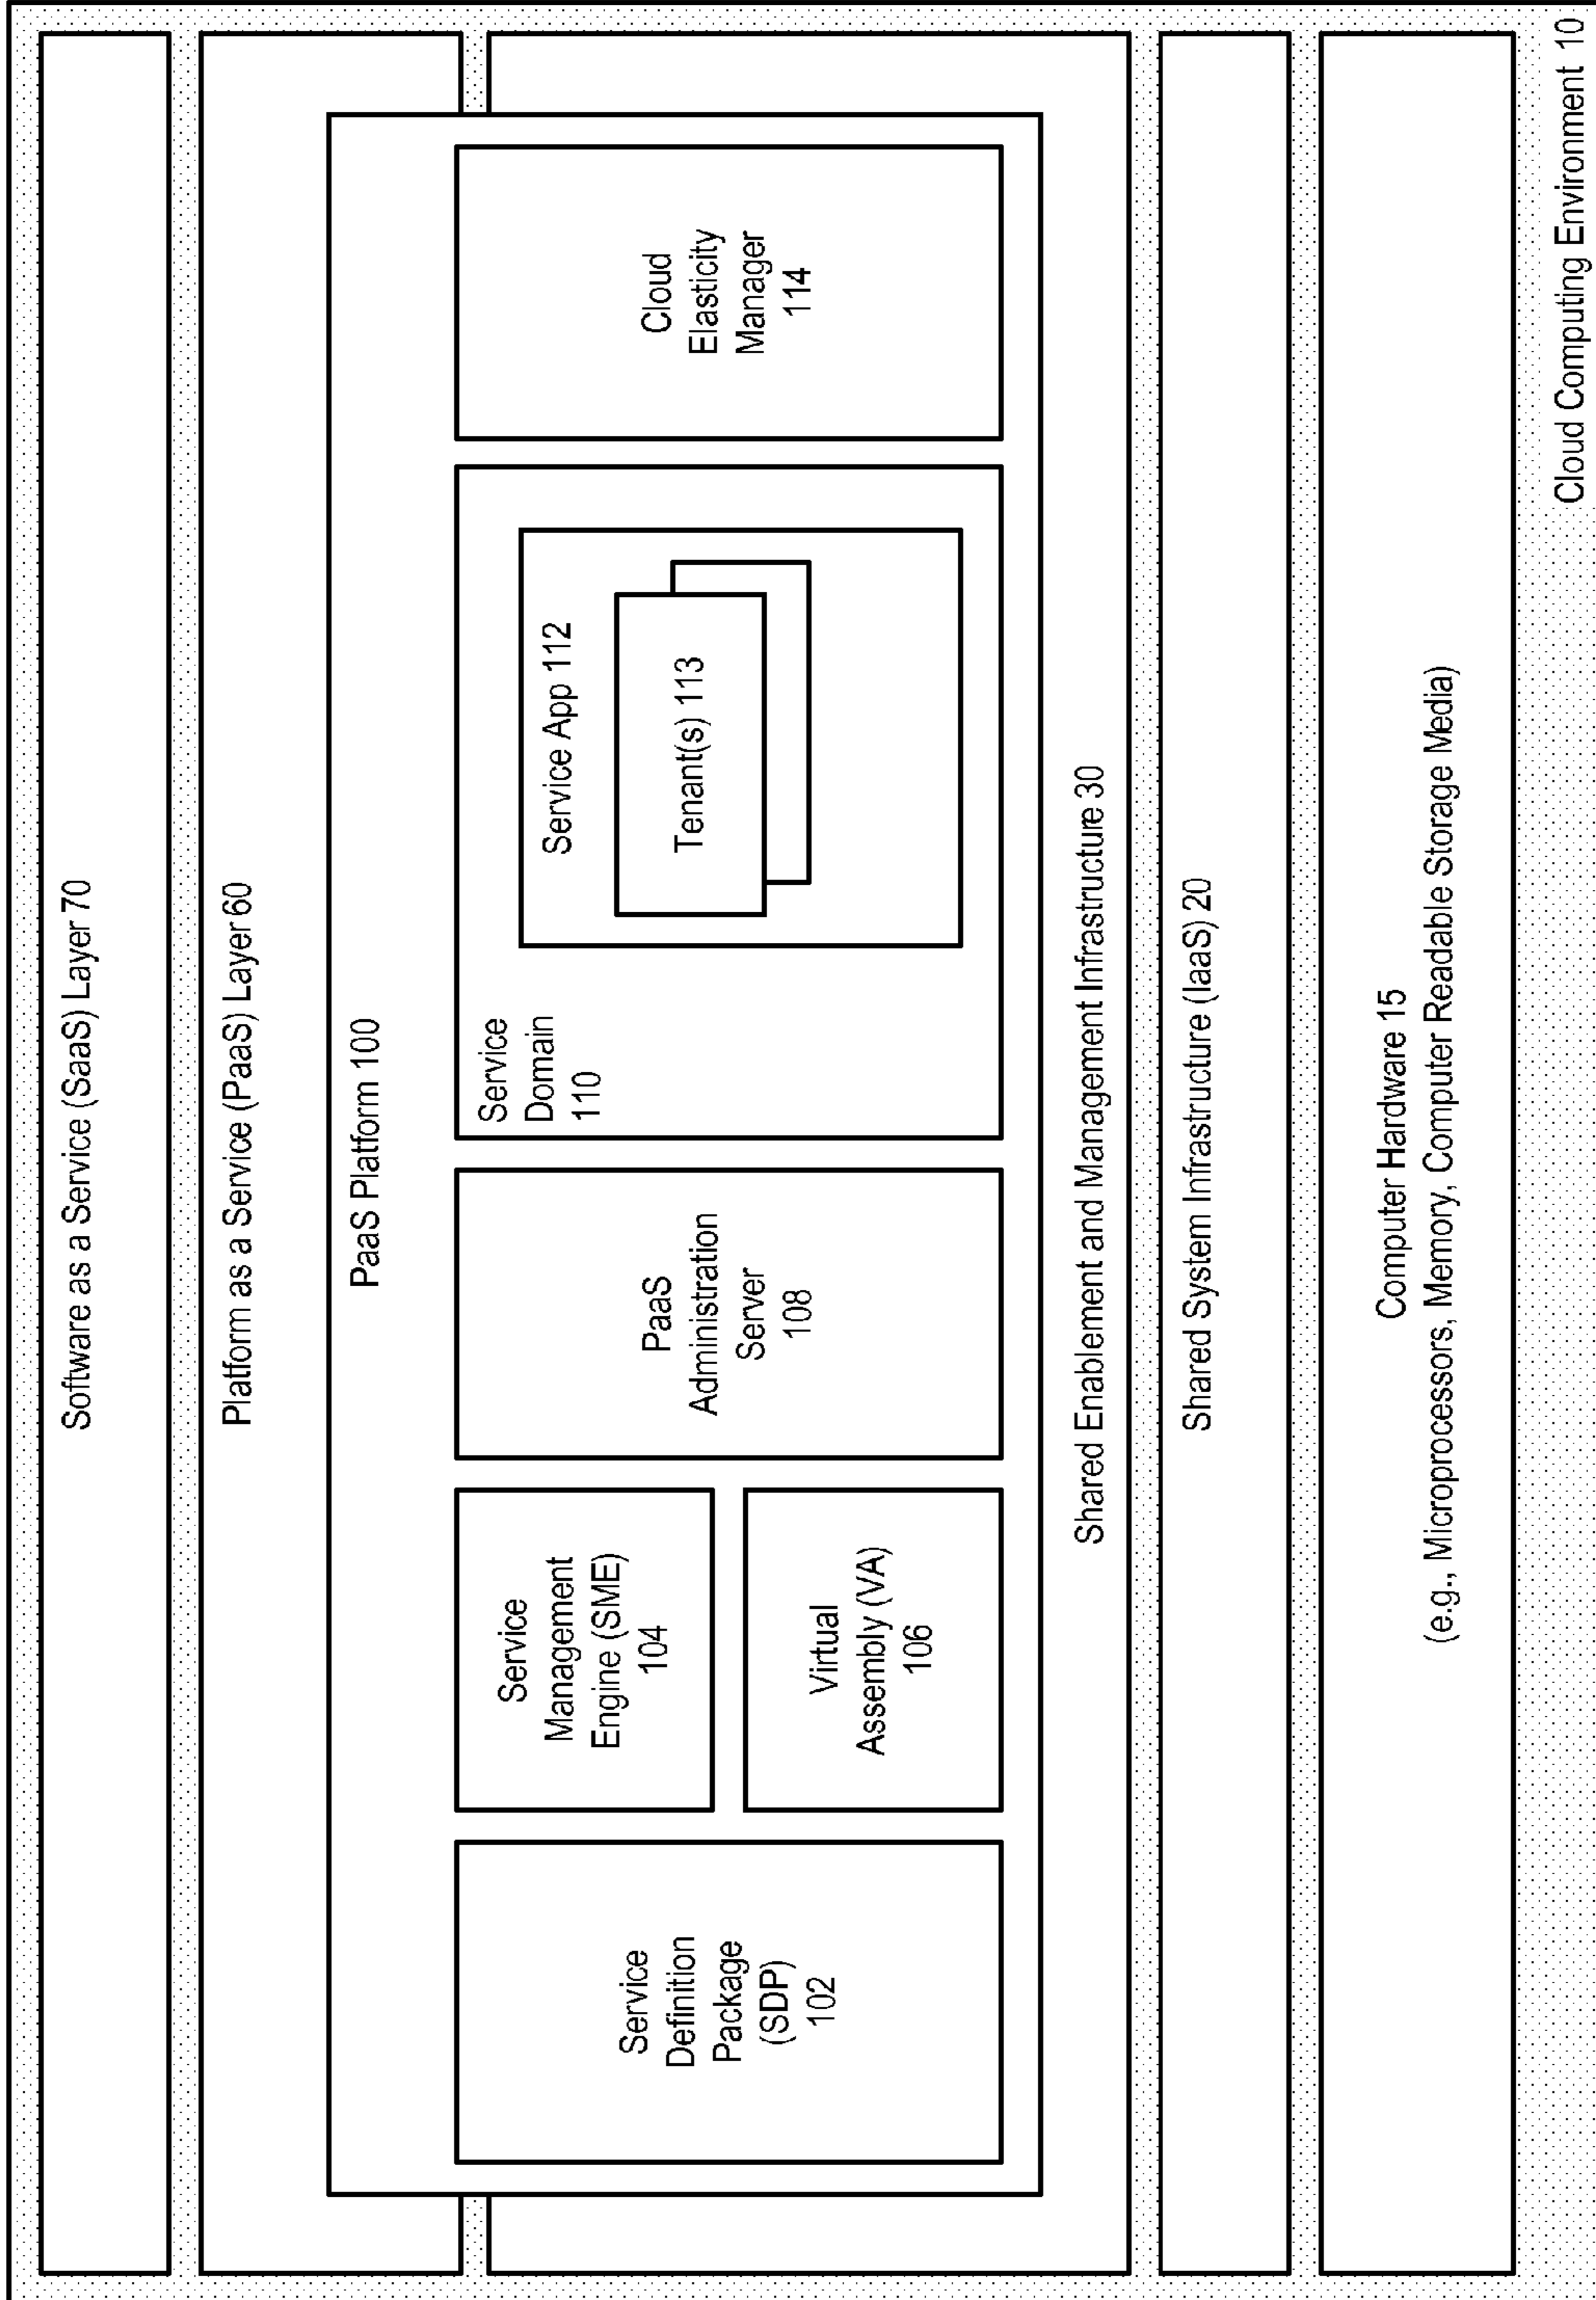 Software as a Service (SaaS) Layer 70
Platform as a Service (PaaS) Layer 60
PaaS Platform 100
Service
Definition
Package
(SDP)
102
Service
Management
Engine (SME)
104
Virtual
Assembly (VA)
106
PaaS
Administration
Server
108
Service
Domain
110
Service App 112
Tenant(s) 113
Cloud
Elasticity
Manager
114
Shared Enablement and Management Infrastructure 30
Shared System Infrastructure (IaaS) 20
Computer Hardware 15
(e.g., Microprocessors, Memory, Computer Readable Storage Media)
Cloud Computing Environment 10